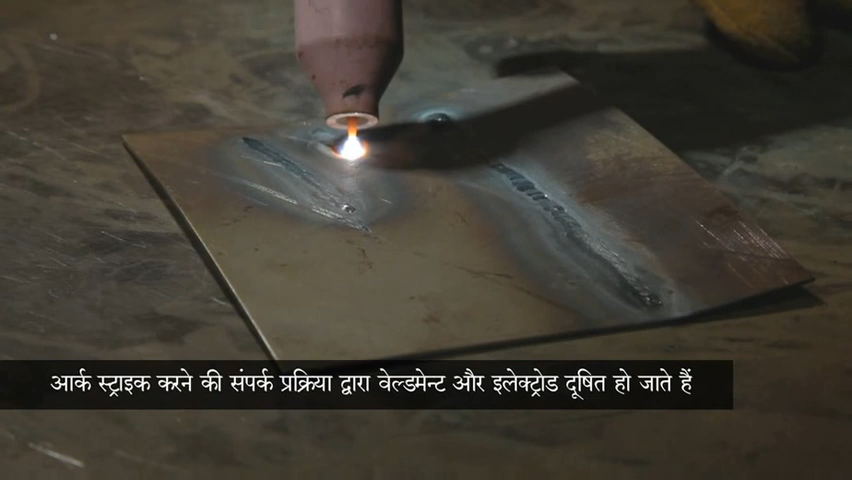 आर्क स्ट्राइक करने की संपर्क प्रक्रिया द्वारा वेल्डमेन्ट और इलेक्ट्रोड दूषित हो जाते हैं